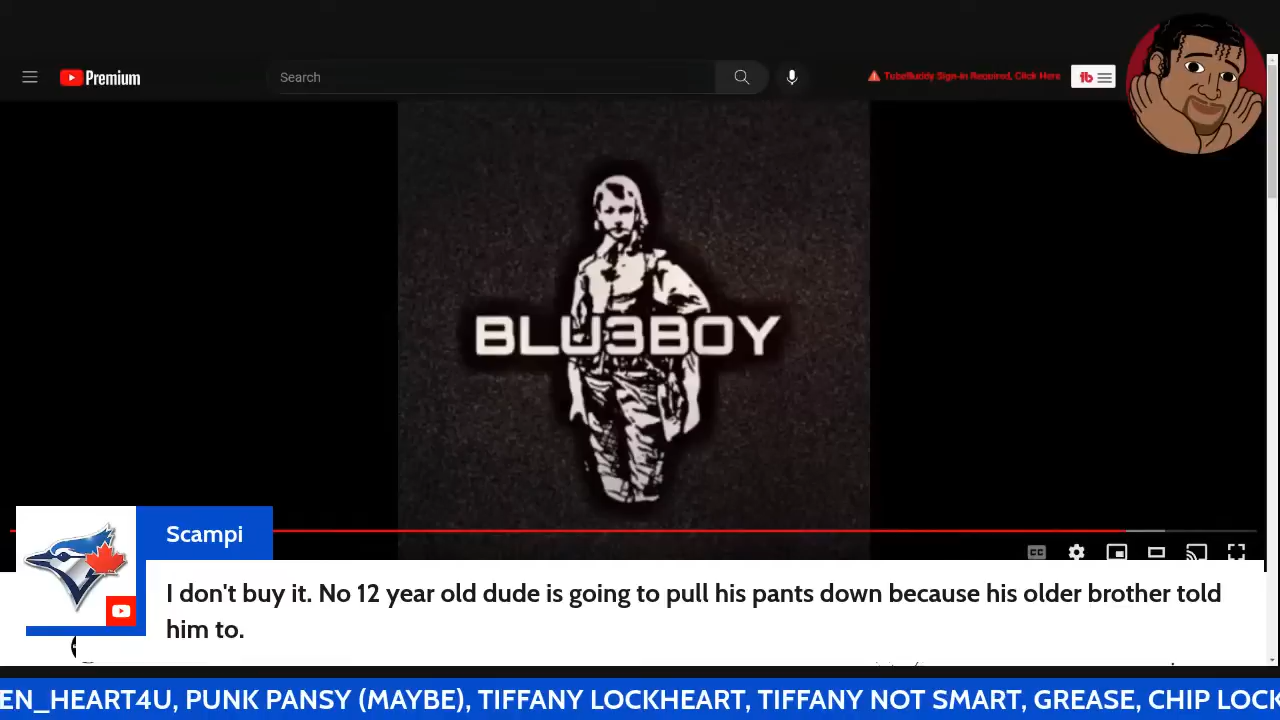 Premium
Search
TubeBuddy Sign-In Required, Click Here
tb
BLU3BOY
CC
Scampi
I don't buy it. No 12 year old dude is going to pull his pants down because his older brother told
him to.
EN_HEART4U, PUNK PANSY (MAYBE), TIFFANY LOCKHEART, TIFFANY NOT SMART, GREASE, CHIP LOCK